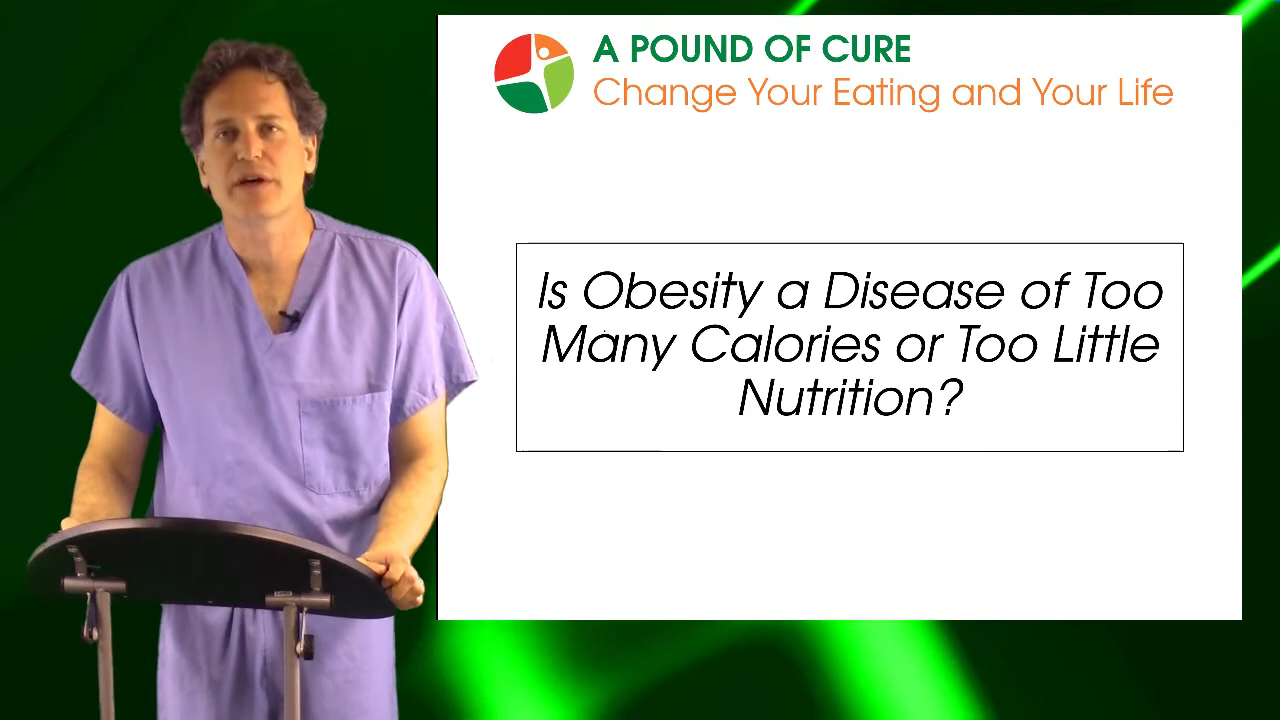 A POUND OF CURE
Change Your Eating and Your Life
Is Obesity a Disease of Too
Many Calories or Too Little
Nutrition?